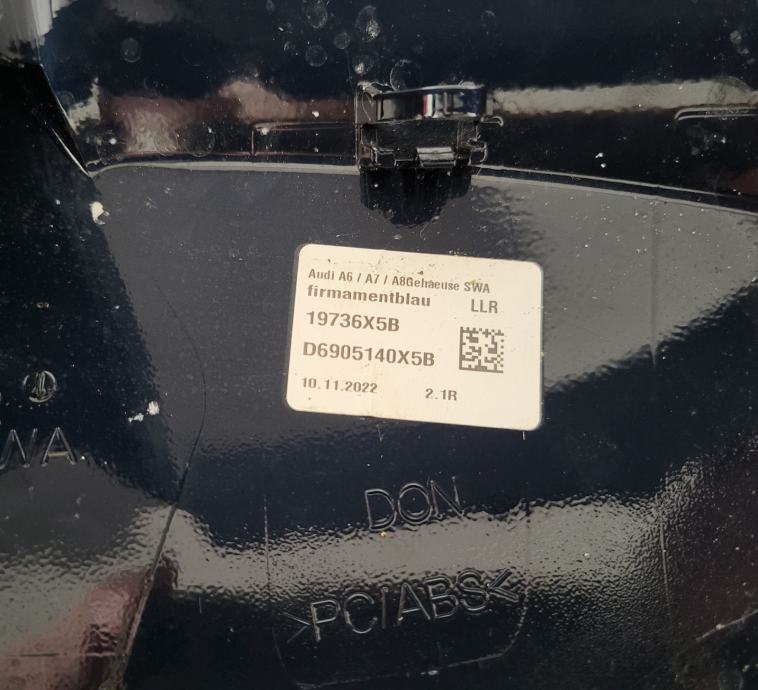 Audi A6 / A7 / A8Gehaeuse SWA
firmamentblau LLR
19736X5B
D6905140X5B
10.11.2022 2.1R
DON
>PC/ABS<